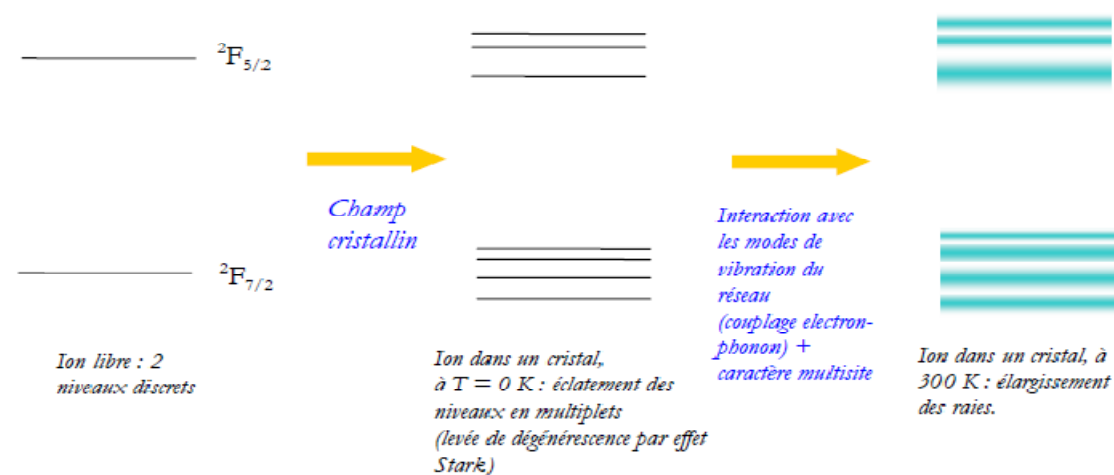 ²F₅/₂
²F₇/₂
Ion libre : 2
niveaux discrets
Champ
cristallin
Ion dans un cristal,
à T = 0 K : éclatement des
niveaux en multiplets
(levée de dégénérescence par effet
Stark)
Interaction avec
les modes de
vibration du
réseau
(couplage electron-
phonon) +
caractère multisite
Ion dans un cristal, à
300 K : élargissement
des raies.